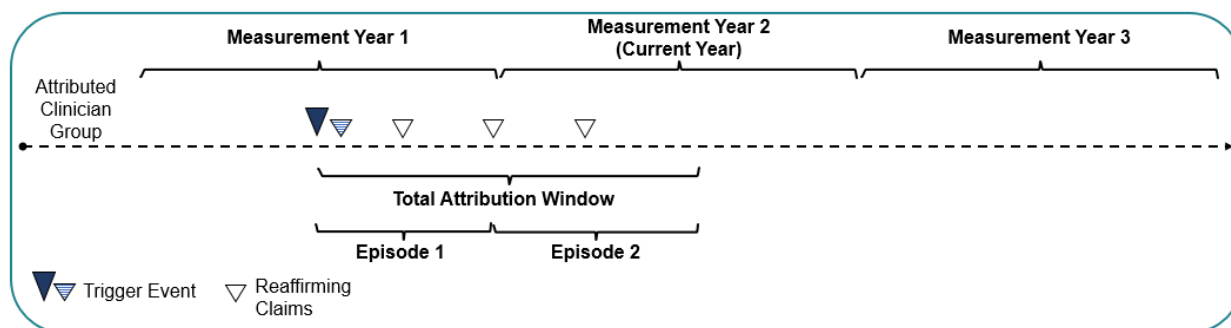 Measurement Year 1
Measurement Year 2
(Current Year)
Measurement Year 3
Attributed
Clinician
Group
Total Attribution Window
Episode 1
Episode 2
Trigger Event
Reaffirming
Claims